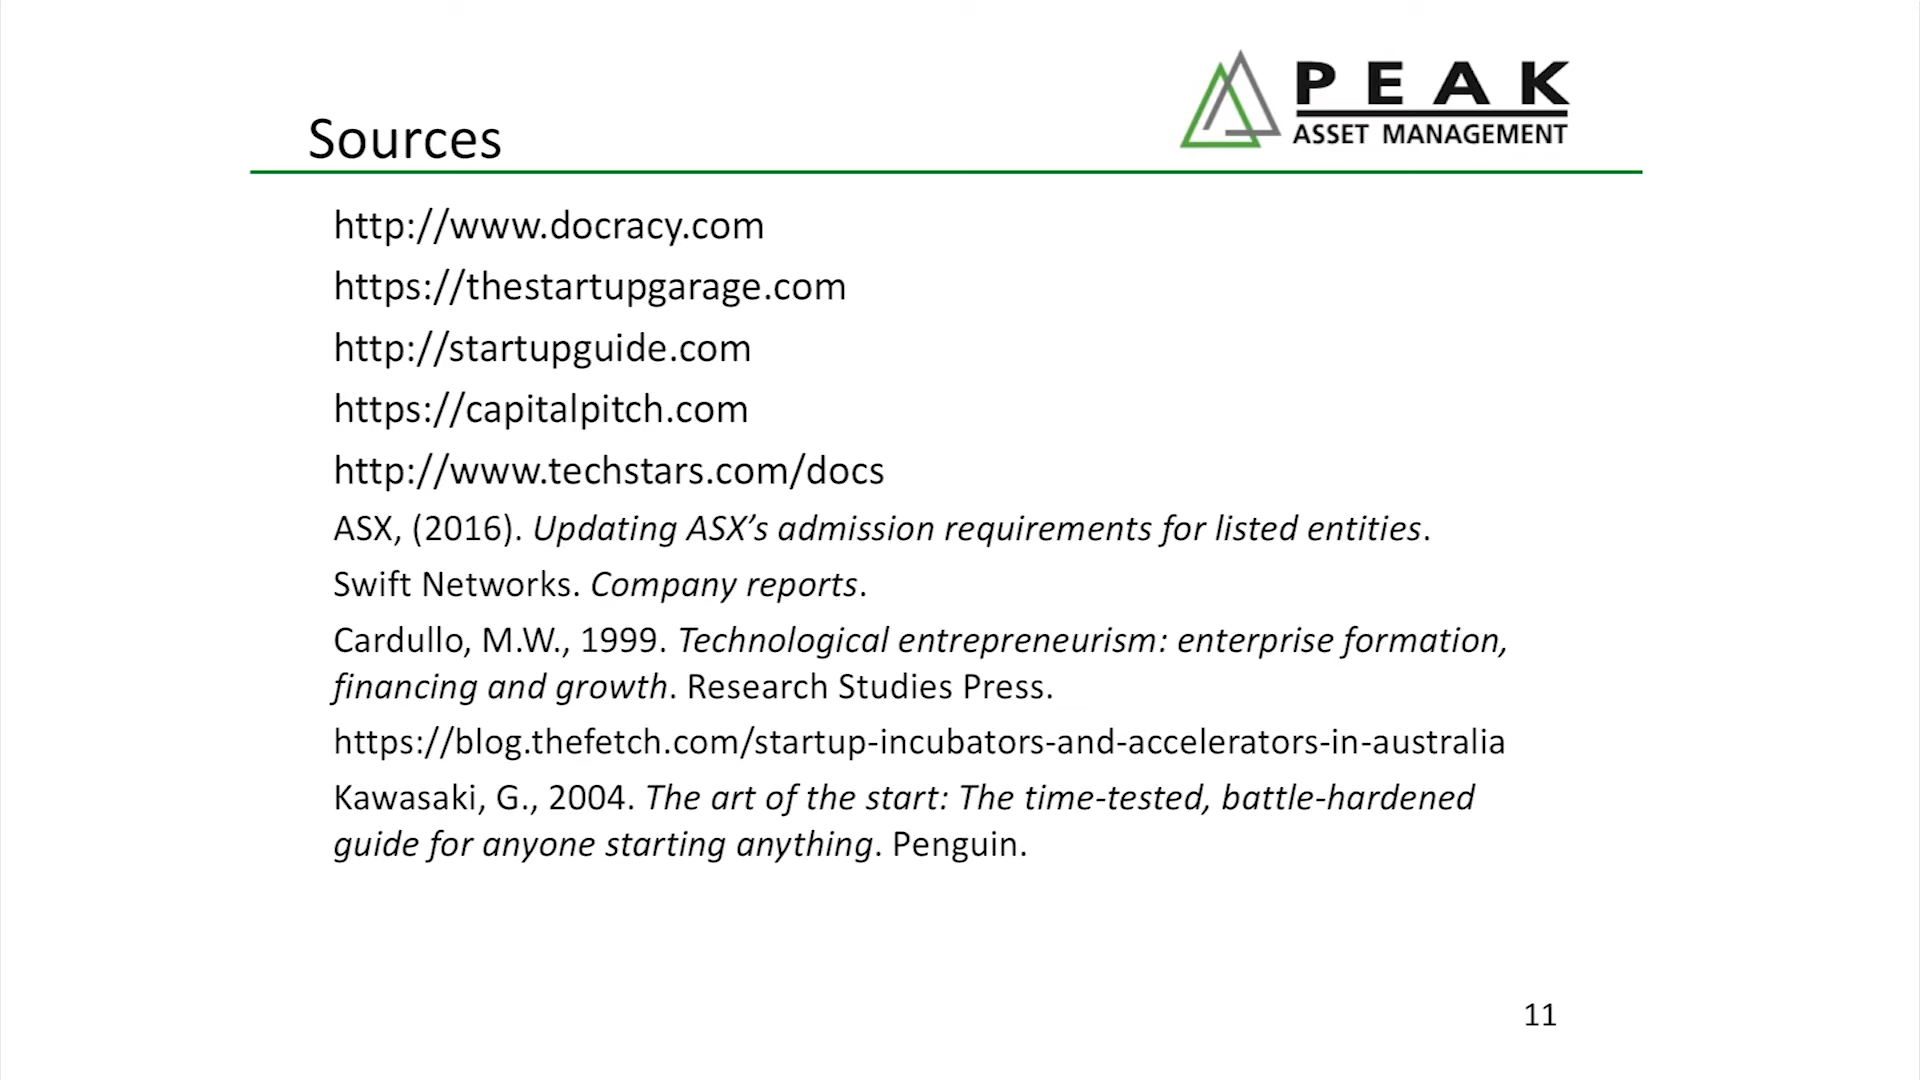 PEAK
ASSET MANAGEMENT
Sources
http://www.docracy.com
https://thestartupgarage.com
http://startupguide.com
https://capitalpitch.com
http://www.techstars.com/docs
ASX, (2016). Updating ASX’s admission requirements for listed entities.
Swift Networks. Company reports.
Cardullo, M.W., 1999. Technological entrepreneurism: enterprise formation,
financing and growth. Research Studies Press.
https://blog.thefetch.com/startup-incubators-and-accelerators-in-australia
Kawasaki, G., 2004. The art of the start: The time-tested, battle-hardened
guide for anyone starting anything. Penguin.
11